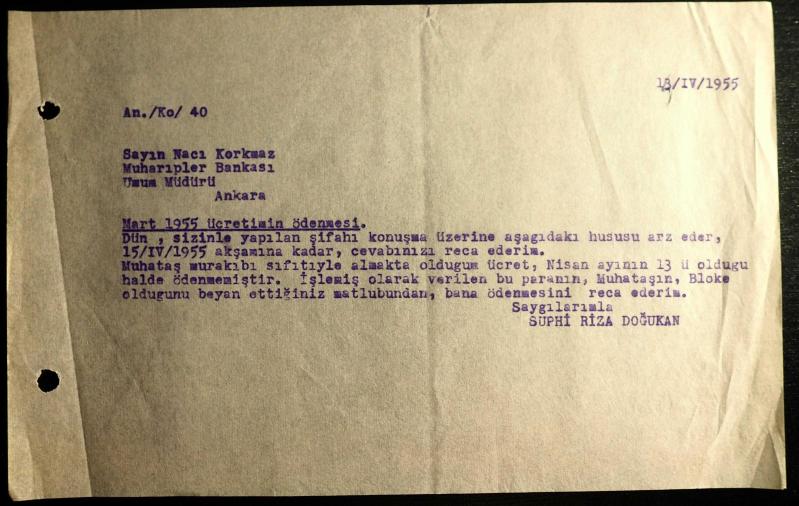 13/IV/1955
An./Ko/ 40
Sayın Nacı Korkmaz
Muharıpler Bankası
Umum Müdürü
Ankara
Mart 1955 ücretimin ödenmesi.
Dün , sizinle yapılan şifahı konuşma üzerine aşagıdakı hususu arz eder,
15/IV/1955 akşamına kadar, cevabınızı reca ederim.
Muhataş murakıbı sıfıtiyle almakta oldugum ücret, Nisan ayının 13 ü oldugu
halde ödenmemiştir. İşlemiş olarak verilen bu paranın, Muhataşın, Bloke
oldugunu beyan ettiğiniz matlubundan, bana ödenmesini reca ederim.
Saygılarımla
SUPHİ RIZA DOĞUKAN